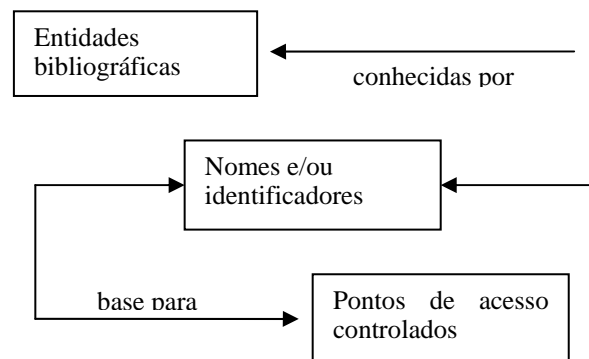 Entidades
bibliográficas
conhecidas por
Nomes e/ou
identificadores
base para
Pontos de acesso
controlados